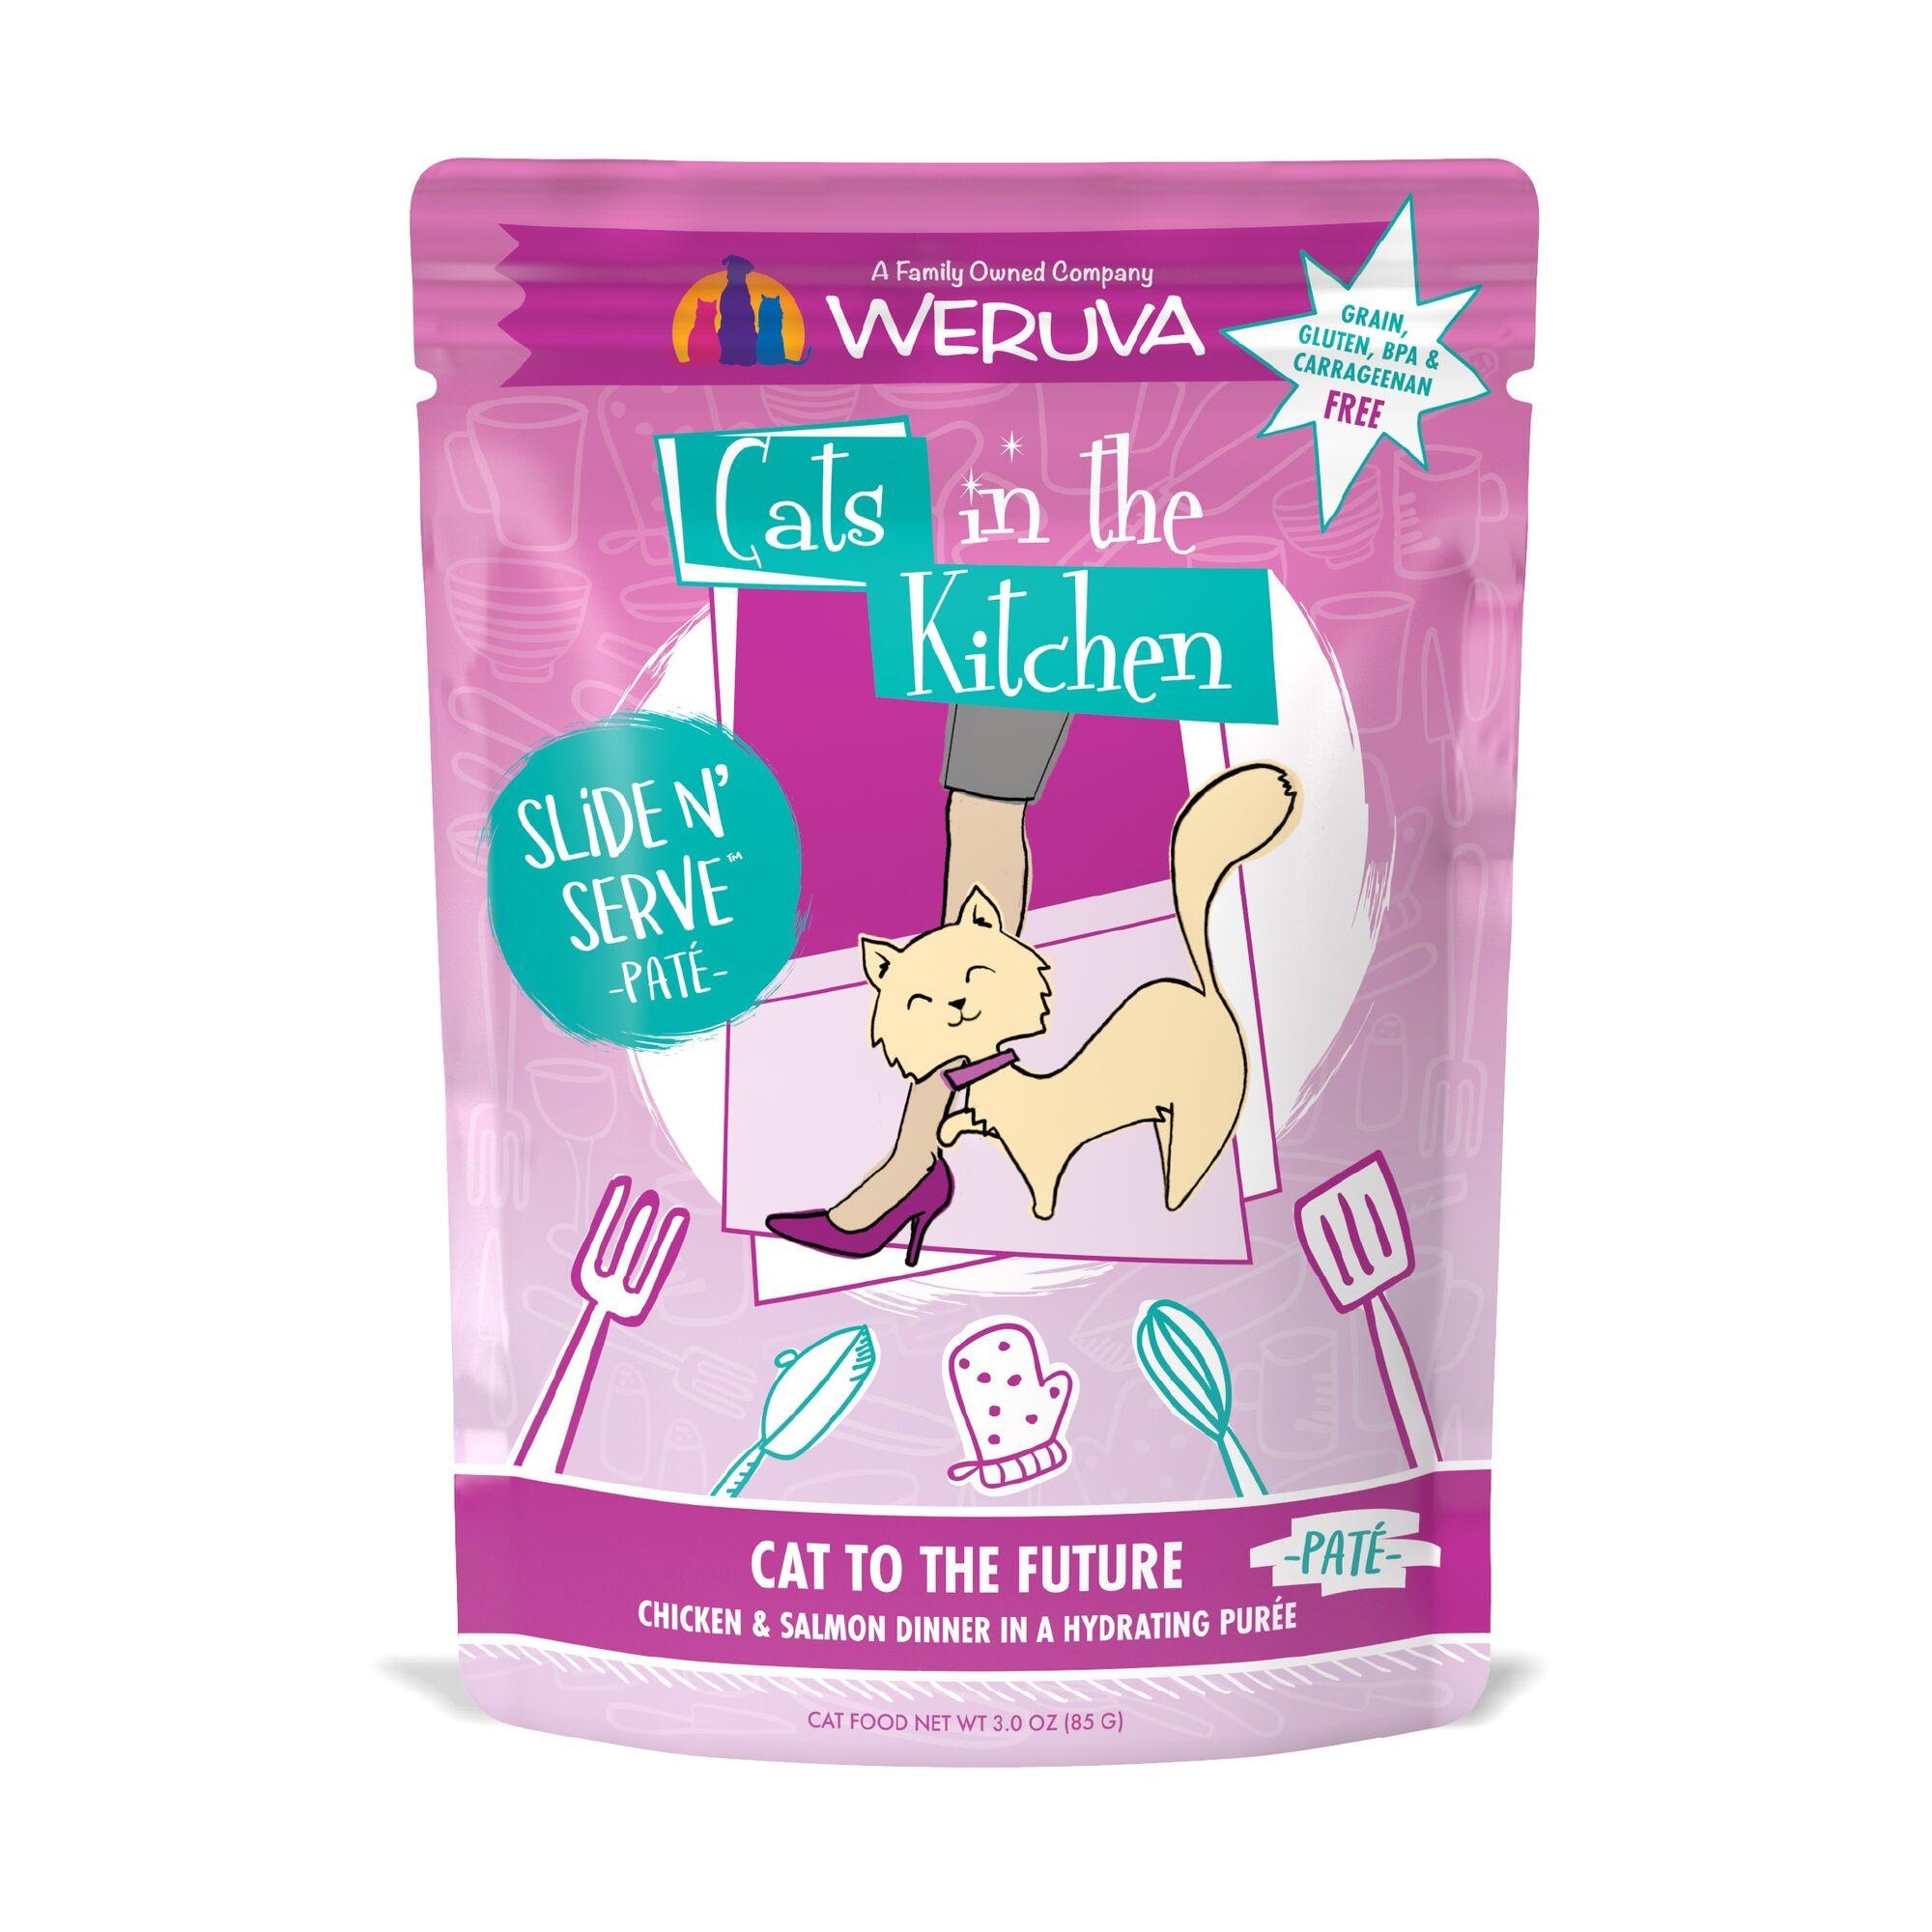 A Family Owned Company
WERUVA
GRAIN,
GLUTEN, BPA &
CARRAGEENAN
FREE
Cats in the
Kitchen
SLIDE N'
SERVE™
-PATÉ-
CAT TO THE FUTURE
-PATÉ-
CHICKEN & SALMON DINNER IN A HYDRATING PURÉE
CAT FOOD NET WT 3.0 OZ (85 G)